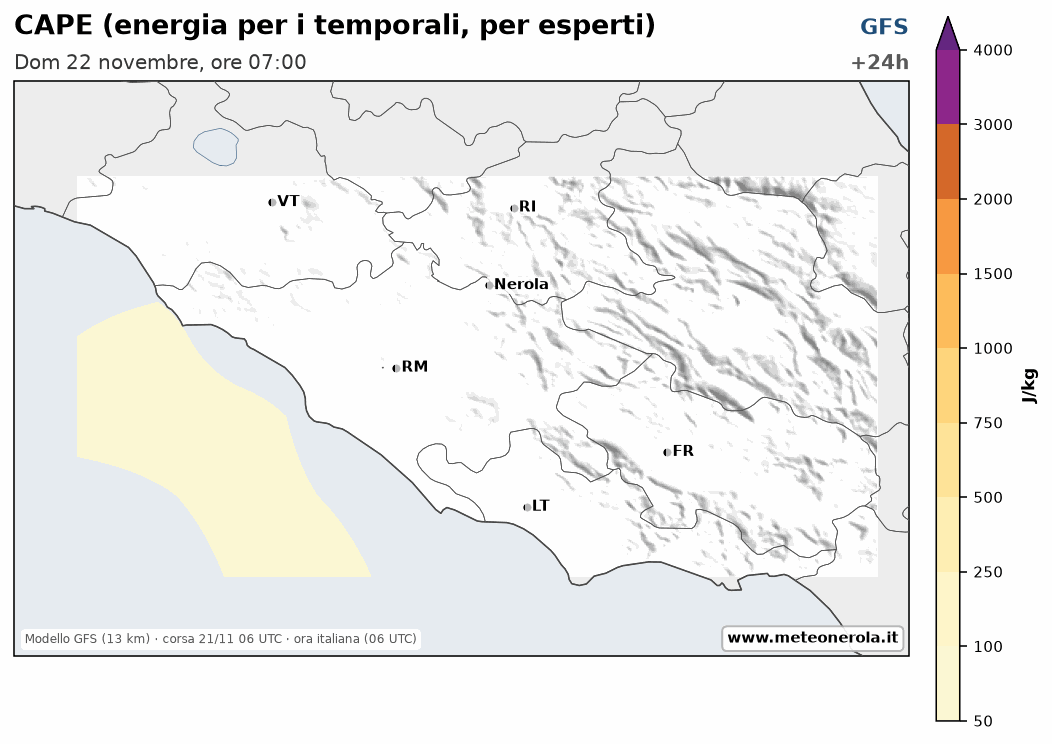 CAPE (energia per i temporali, per esperti)
GFS
Dom 22 novembre, ore 07:00
+24h
VT
RI
Nerola
RM
FR
LT
4000
3000
2000
1500
1000
750
500
250
100
50
J/kg
Modello GFS (13 km) · corsa 21/11 06 UTC · ora italiana (06 UTC)
www.meteonerola.it